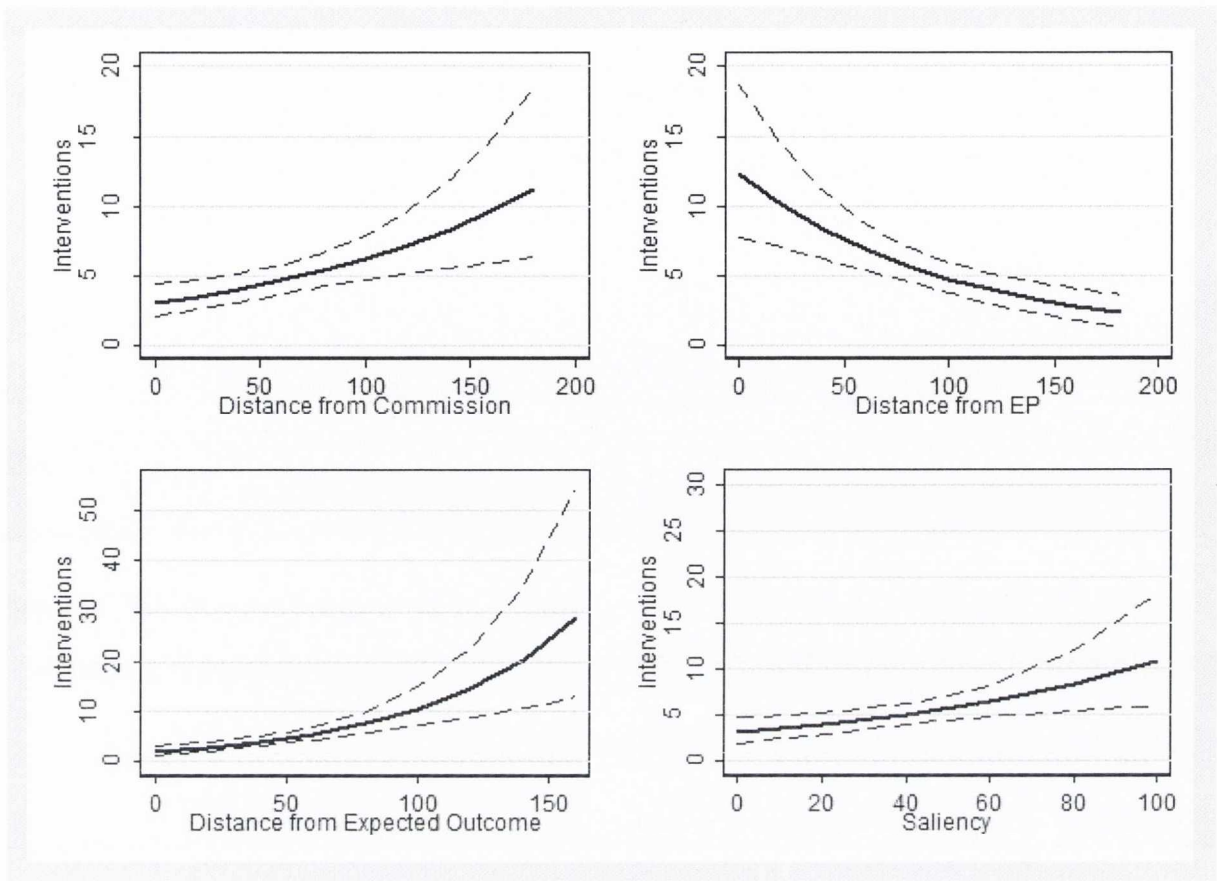 20
15
10
5
0
Interventions
0 50 100 150 200
Distance from Commission
20
15
10
5
0
Interventions
0 50 100 150 200
Distance from EP
50
40
30
20
10
0
Interventions
0 50 100 150
Distance from Expected Outcome
30
25
20
15
10
5
0
Interventions
0 20 40 60 80 100
Saliency